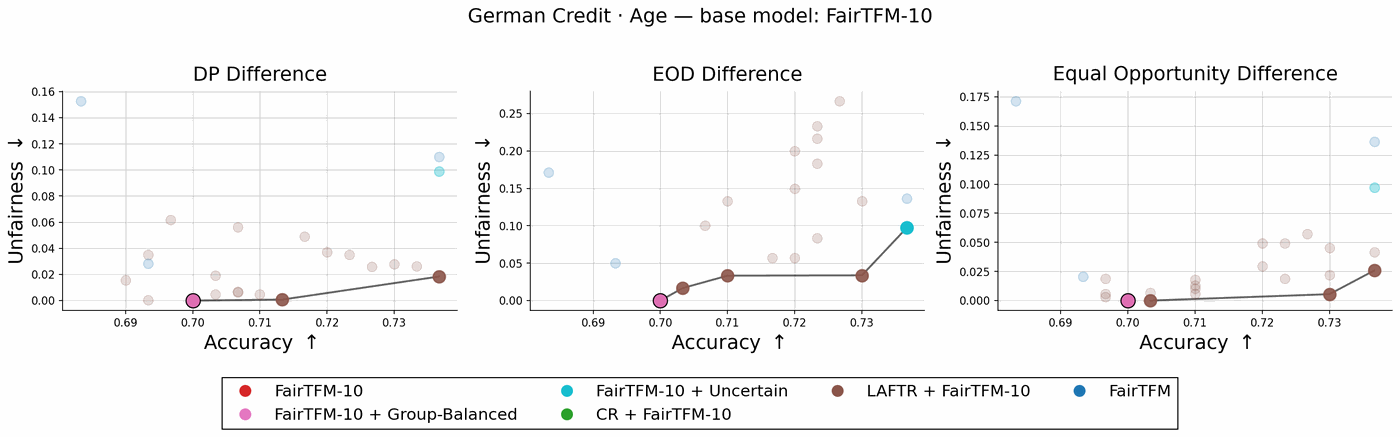 German Credit · Age — base model: FairTFM-10
DP Difference
Unfairness ↓
0.16
0.14
0.12
0.10
0.08
0.06
0.04
0.02
0.00
0.69
0.70
0.71
0.72
0.73
Accuracy ↑
EOD Difference
Unfairness ↓
0.25
0.20
0.15
0.10
0.05
0.00
0.69
0.70
0.71
0.72
0.73
Accuracy ↑
Equal Opportunity Difference
Unfairness ↓
0.175
0.150
0.125
0.100
0.075
0.050
0.025
0.000
0.69
0.70
0.71
0.72
0.73
Accuracy ↑
FairTFM-10
FairTFM-10 + Group-Balanced
FairTFM-10 + Uncertain
CR + FairTFM-10
LAFTR + FairTFM-10
FairTFM